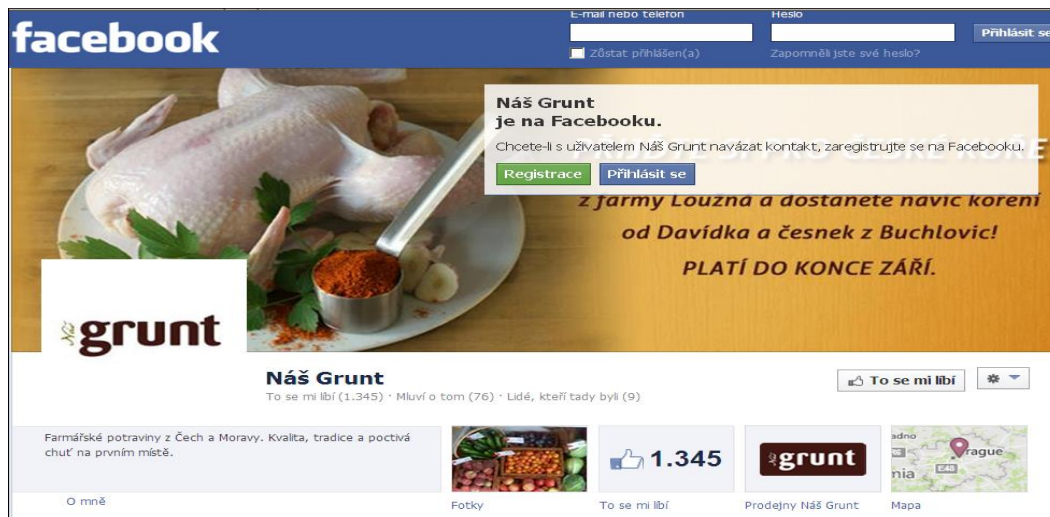 facebook
E-mail nebo telefon
Heslo
Přihlásit se
Zůstat přihlášen(a)
Zapomněli jste své heslo?
Náš Grunt
je na Facebooku.
Chcete-li s uživatelem Náš Grunt navázat kontakt, zaregistrujte se na Facebooku.
Registrace
Přihlásit se
z farmy Loužná a dostanete navíc koření
od Davídka a česnek z Buchlovic!
PLATÍ DO KONCE ZÁŘÍ.
Náš grunt
Náš Grunt
To se mi líbí (1.345) · Mluví o tom (76) · Lidé, kteří tady byli (9)
To se mi líbí
Farmářské potraviny z Čech a Moravy. Kvalita, tradice a poctivá
chuť na prvním místě.
O mně
Fotky
1.345
To se mi líbí
grunt
Prodejny Náš Grunt
rague
E48
nia
Mapa